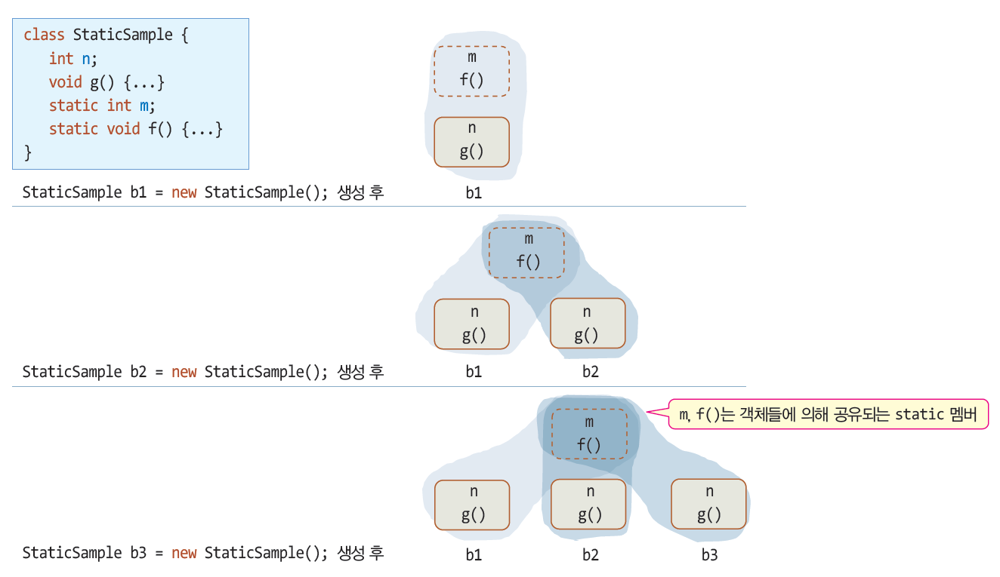 class StaticSample {
int n;
void g() {...}
static int m;
static void f() {...}
}
m
f()
n
g()
StaticSample b1 = new StaticSample(); 생성 후
b1
m
f()
n
g()
n
g()
StaticSample b2 = new StaticSample(); 생성 후
b1
b2
m, f()는 객체들에 의해 공유되는 static 멤버
m
f()
n
g()
n
g()
n
g()
StaticSample b3 = new StaticSample(); 생성 후
b1
b2
b3